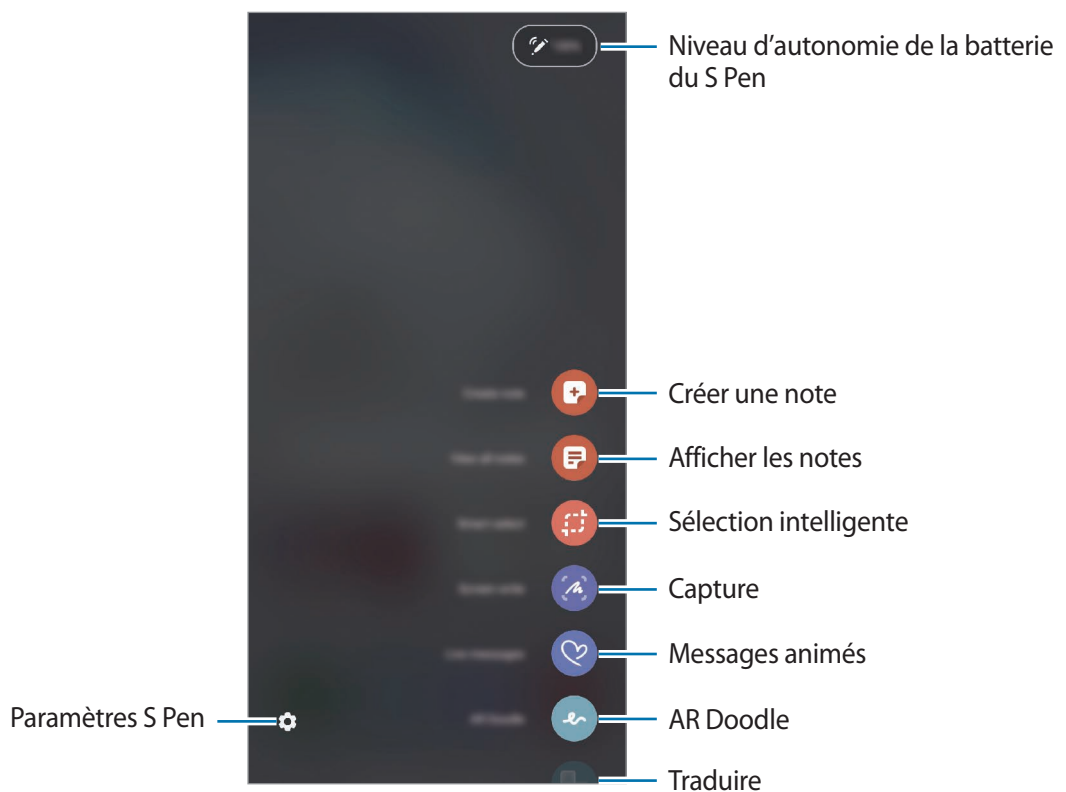 Niveau d'autonomie de la batterie
du S Pen
Créer une note
Afficher les notes
Sélection intelligente
Capture
Messages animés
Paramètres S Pen
AR Doodle
Traduire